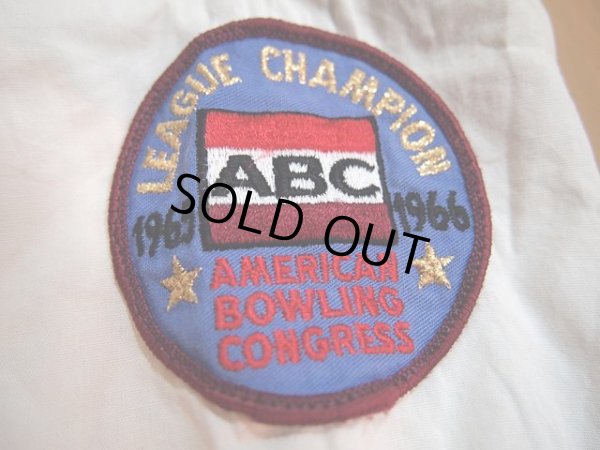 LEAGUE CHAMPION
ABC
1966
SOLD OUT
AMERICAN
BOWLING
CONGRESS